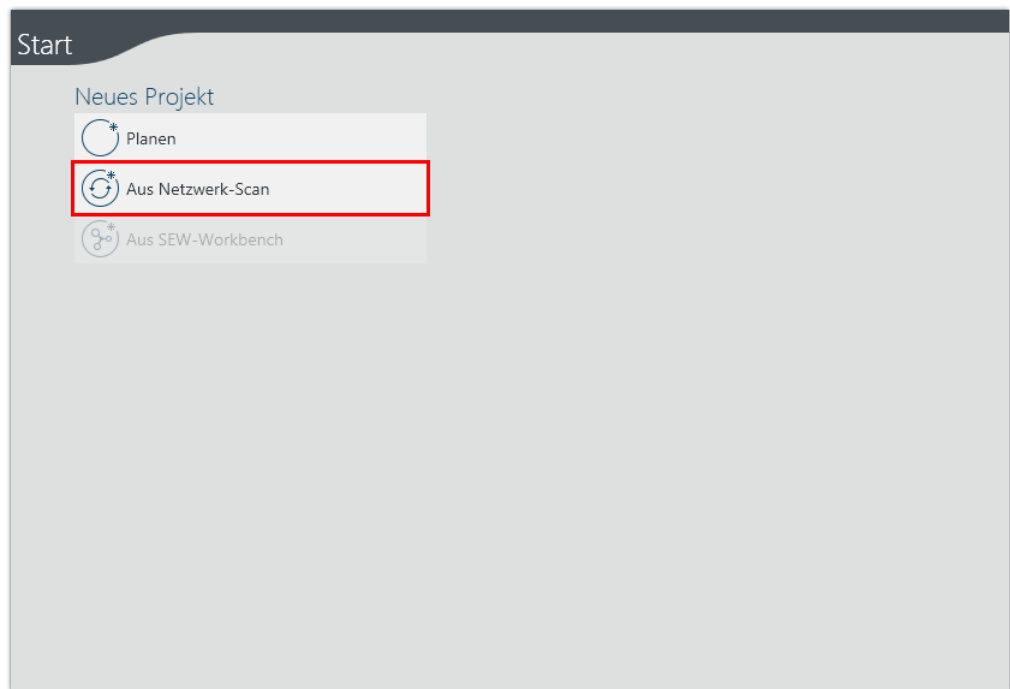 Start
Neues Projekt
Planen
Aus Netzwerk-Scan
Aus SEW-Workbench